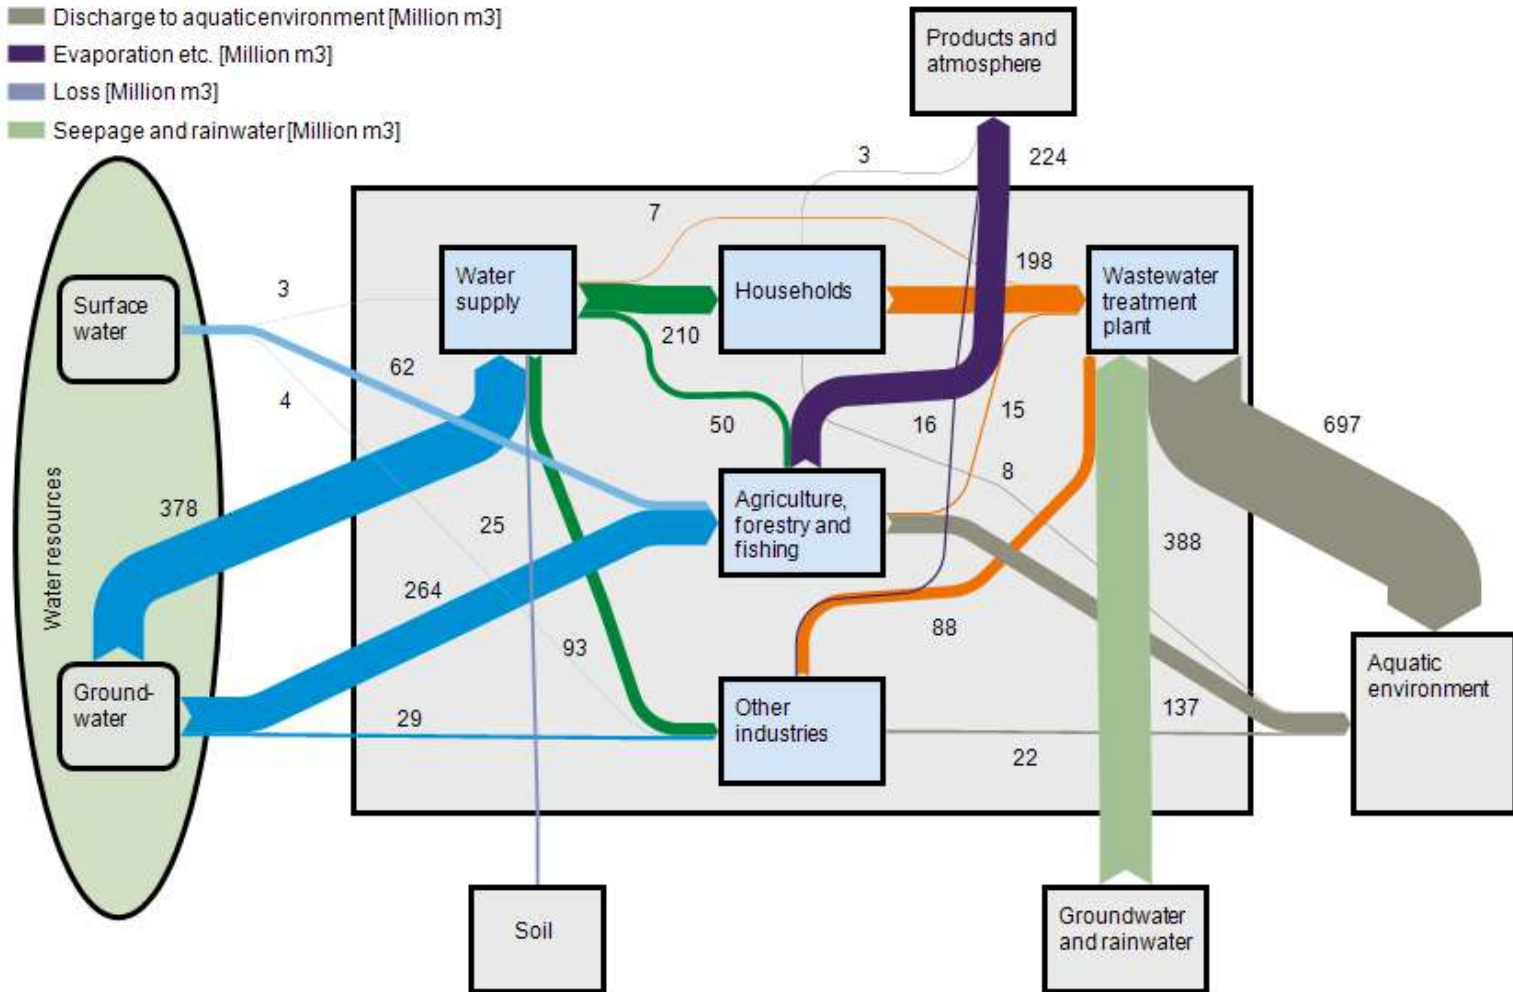 Discharge to aquatic environment [Million m3]
Evaporation etc. [Million m3]
Loss [Million m3]
Seepage and rainwater [Million m3]
Products and
atmosphere
3
224
7
Water
supply
Households
198
Wastewater
treatment
plant
Surface
water
3
210
62
4
50
16
15
697
8
Water resources
378
25
Agriculture,
forestry and
fishing
388
264
93
88
Ground-
water
29
Other
industries
137
22
Aquatic
environment
Soil
Groundwater
and rainwater